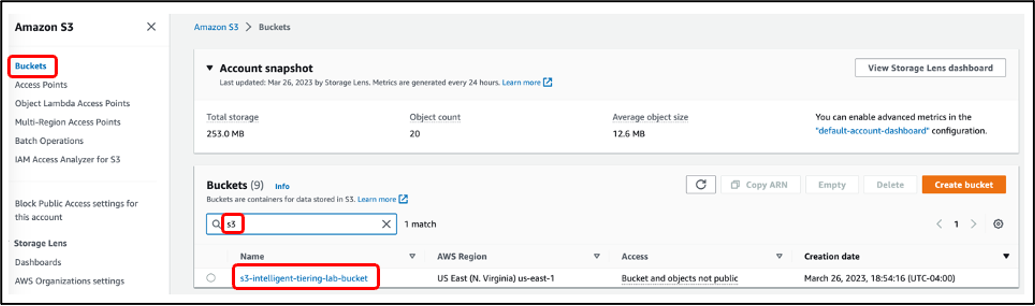 Amazon S3
Buckets
Access Points
Object Lambda Access Points
Multi-Region Access Points
Batch Operations
IAM Access Analyzer for S3
Block Public Access settings for
this account
Storage Lens
Dashboards
AWS Organizations settings
Amazon S3 > Buckets
Account snapshot
Last updated: Mar 26, 2023 by Storage Lens. Metrics are generated every 24 hours. Learn more
View Storage Lens dashboard
Total storage
253.0 MB
Object count
20
Average object size
12.6 MB
You can enable advanced metrics in the
"default-account-dashboard" configuration.
Buckets (9) Info
Buckets are containers for data stored in S3. Learn more
Copy ARN
Empty
Delete
Create bucket
s3
1 match
1
Name AWS Region Access Creation date
s3-intelligent-tiering-lab-bucket US East (N. Virginia) us-east-1 Bucket and objects not public March 26, 2023, 18:54:16 (UTC-04:00)